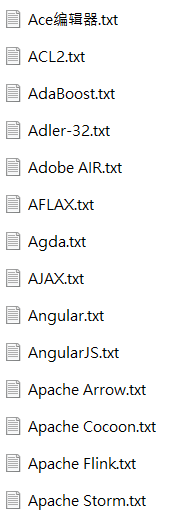 Ace编辑器.txt
ACL2.txt
AdaBoost.txt
Adler-32.txt
Adobe AIR.txt
AFLAX.txt
Agda.txt
AJAX.txt
Angular.txt
AngularJS.txt
Apache Arrow.txt
Apache Cocoon.txt
Apache Flink.txt
Apache Storm.txt